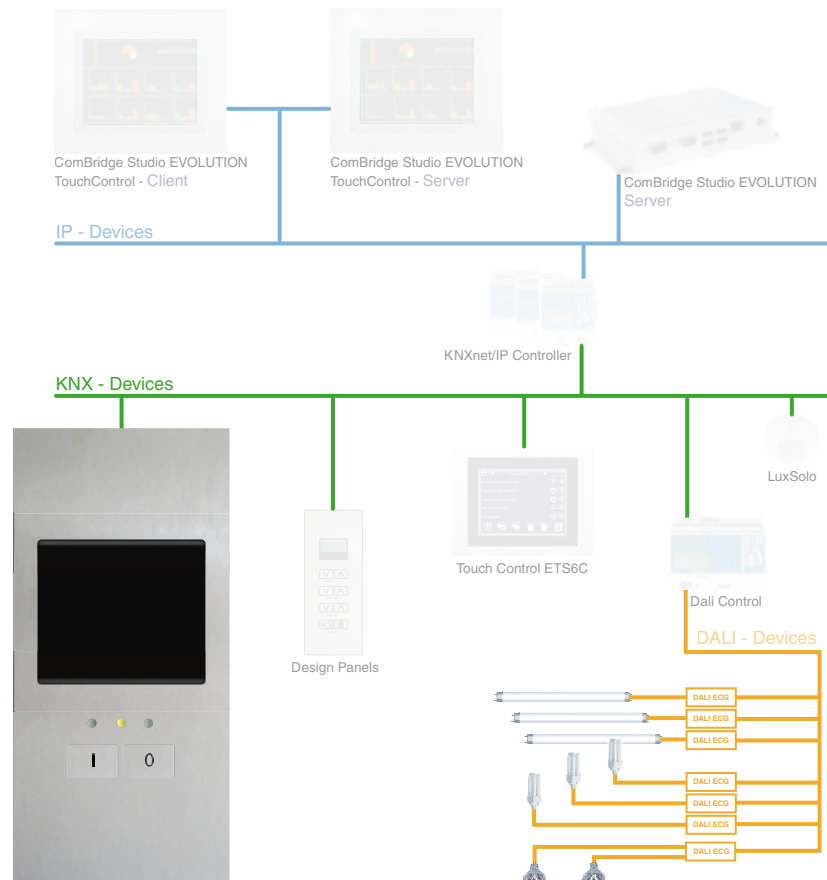 ComBridge Studio EVOLUTION
TouchControl - Client
ComBridge Studio EVOLUTION
TouchControl - Server
ComBridge Studio EVOLUTION
Server
IP - Devices
KNXnet/IP Controller
KNX - Devices
LuxSolo
Touch Control ETS6C
Dali Control
Design Panels
DALI - Devices
DALI ECG
DALI ECG
DALI ECG
I 0
DALI ECG
DALI ECG
DALI ECG
DALI ECG